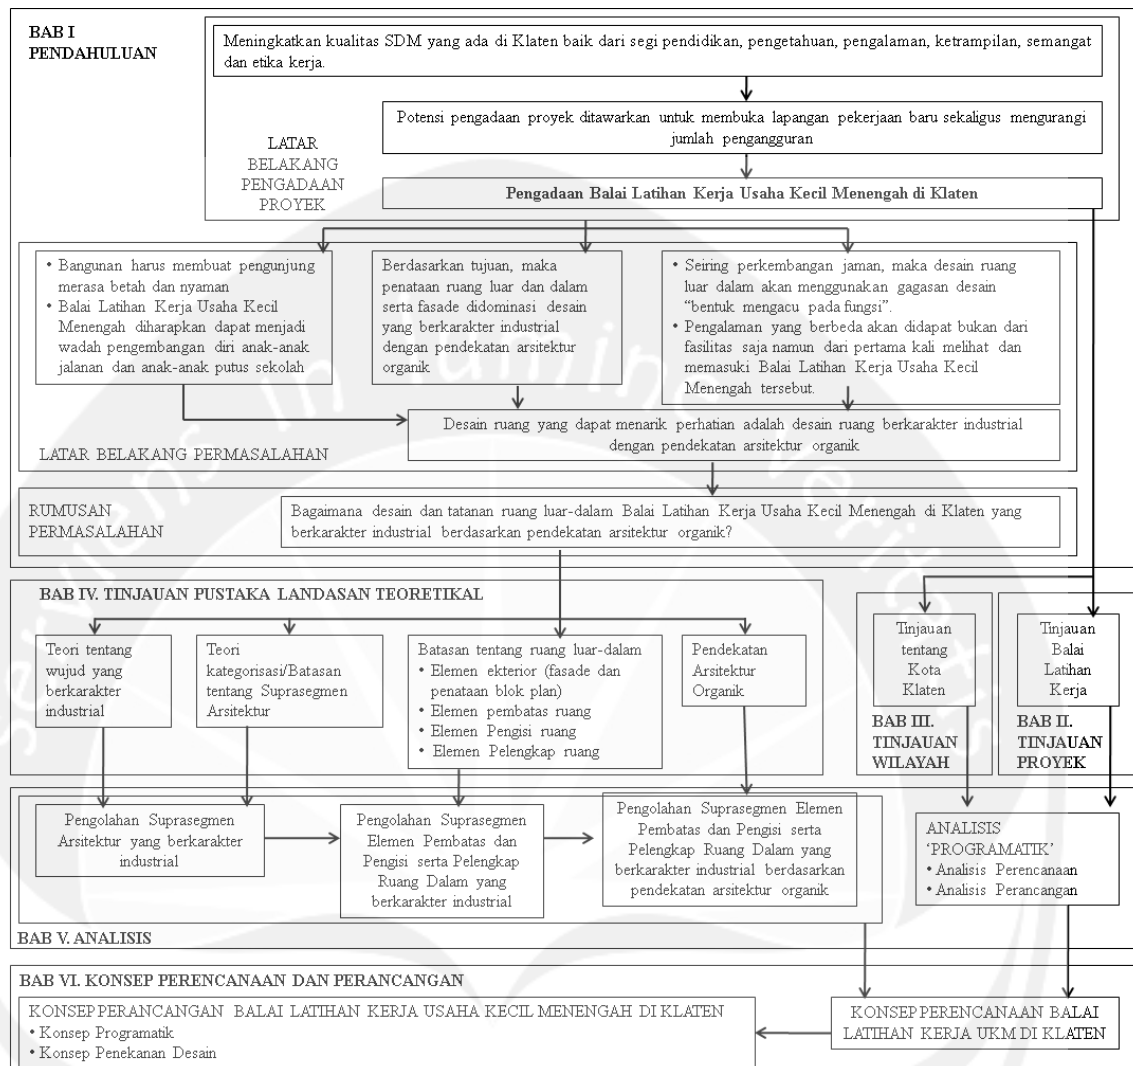 BAB I
PENDAHULUAN
Meningkatkan kualitas SDM yang ada di Klaten baik dari segi pendidikan, pengetahuan, pengalaman, ketrampilan, semangat
dan etika kerja.
Potensi pengadaan proyek ditawarkan untuk membuka lapangan pekerjaan baru sekaligus mengurangi
jumlah pengangguran
LATAR
BELAKANG
PENGADAAN
PROYEK
Pengadaan Balai Latihan Kerja Usaha Kecil Menengah di Klaten
• Bangunan harus membuat pengunjung
merasa betah dan nyaman
• Balai Latihan Kerja Usaha Kecil
Menengah diharapkan dapat menjadi
wadah pengembangan diri anak-anak
jalanan dan anak-anak putus sekolah
Berdasarkan tujuan, maka
penataan ruang luar dan dalam
serta fasade didominasi desain
yang berkarakter industrial
dengan pendekatan arsitektur
organik
• Seiring perkembangan jaman, maka desain ruang
luar dalam akan menggunakan gagasan desain
“bentuk mengacu pada fungsi”.
• Pengalaman yang berbeda akan didapat bukan dari
fasilitas saja namun dari pertama kali melihat dan
memasuki Balai Latihan Kerja Usaha Kecil
Menengah tersebut.
Desain ruang yang dapat menarik perhatian adalah desain ruang berkarakter industrial
dengan pendekatan arsitektur organik
LATAR BELAKANG PERMASALAHAN
RUMUSAN
PERMASALAHAN
Bagaimana desain dan tatanan ruang luar-dalam Balai Latihan Kerja Usaha Kecil Menengah di Klaten yang
berkarakter industrial berdasarkan pendekatan arsitektur organik?
BAB IV. TINJAUAN PUSTAKA LANDASAN TEORETIKAL
Teori tentang
wujud yang
berkarakter
industrial
Teori
kategorisasi/Batasan
tentang Suprasegmen
Arsitektur
Batasan tentang ruang luar-dalam
• Elemen ekterior (fasade dan
penataan blok plan)
• Elemen pembatas ruang
• Elemen Pengisi ruang
• Elemen Pelengkap ruang
Pendekatan
Arsitektur
Organik
Tinjauan
tentang
Kota
Klaten
BAB III.
TINJAUAN
WILAYAH
Tinjauan
Balai
Latihan
Kerja
BAB II.
TINJAUAN
PROYEK
Pengolahan Suprasegmen
Arsitektur yang berkarakter
industrial
Pengolahan Suprasegmen
Elemen Pembatas dan
Pengisi serta Pelengkap
Ruang Dalam yang
berkarakter industrial
Pengolahan Suprasegmen Elemen
Pembatas dan Pengisi serta
Pelengkap Ruang Dalam yang
berkarakter industrial berdasarkan
pendekatan arsitektur organik
ANALISIS
‘PROGRAMATIK’
• Analisis Perencanaan
• Analisis Perancangan
BAB V. ANALISIS
BAB VI. KONSEP PERENCANAAN DAN PERANCANGAN
KONSEP PERANCANGAN BALAI LATIHAN KERJA USAHA KECIL MENENGAH DI KLATEN
• Konsep Programatik
• Konsep Penekanan Desain
KONSEP PERENCANAAN BALAI
LATIHAN KERJA UKM DI KLATEN
serviens in lumine veritatis